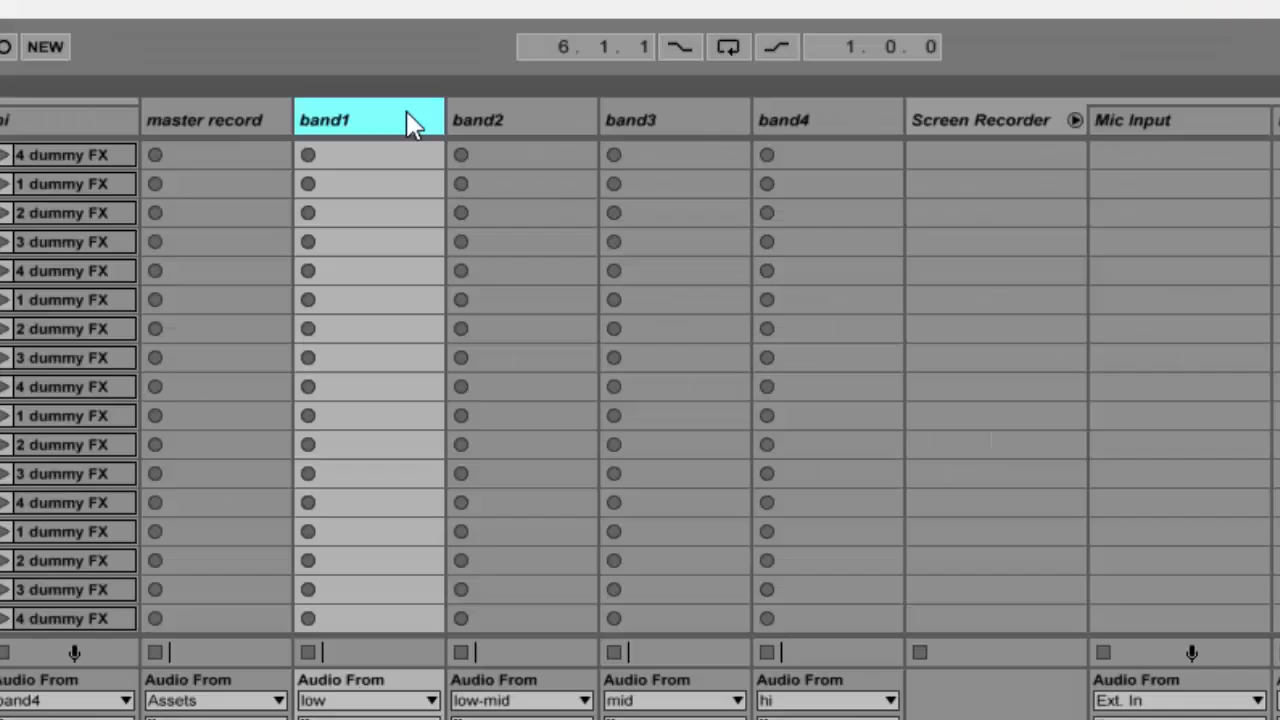 NEW
6. 1. 1
1. 0. 0
master record
band1
band2
band3
band4
Screen Recorder
Mic Input
4 dummy FX
1 dummy FX
2 dummy FX
3 dummy FX
4 dummy FX
1 dummy FX
2 dummy FX
3 dummy FX
4 dummy FX
1 dummy FX
2 dummy FX
3 dummy FX
4 dummy FX
1 dummy FX
2 dummy FX
3 dummy FX
4 dummy FX
Audio From
Audio From
Audio From
Audio From
Audio From
Audio From
Audio From
band4
Assets
low
low-mid
mid
hi
Ext. In